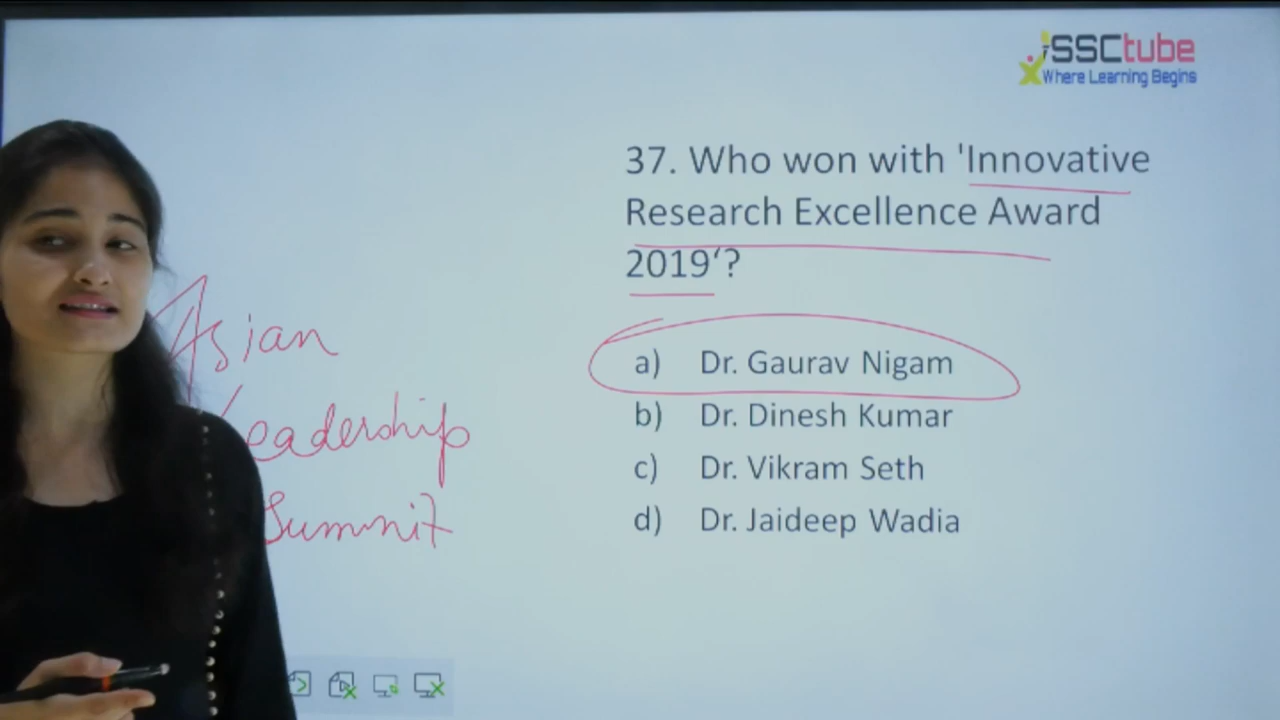 SSCtube
Where Learning Begins
37. Who won with 'Innovative
Research Excellence Award
2019‘?
a) Dr. Gaurav Nigam
b) Dr. Dinesh Kumar
c) Dr. Vikram Seth
d) Dr. Jaideep Wadia
Asian
Leadership
Summit